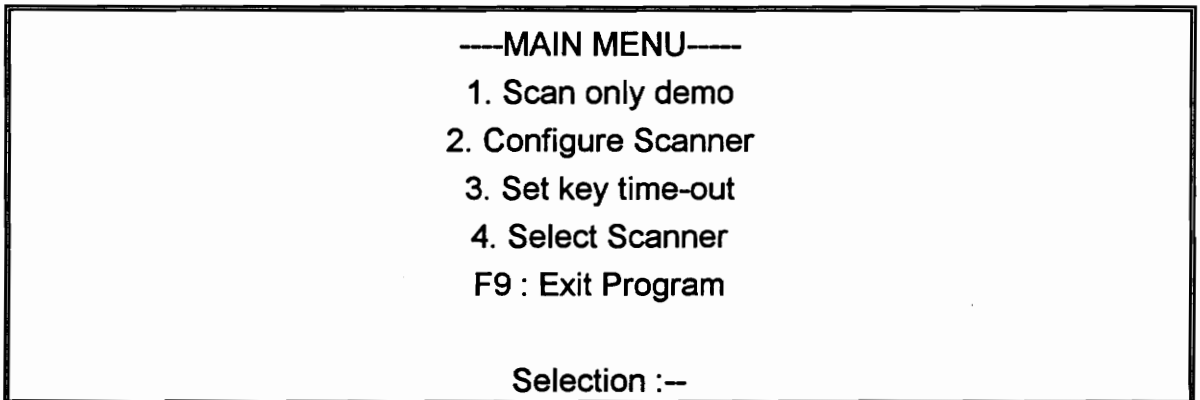 ----MAIN MENU-----
1. Scan only demo
2. Configure Scanner
3. Set key time-out
4. Select Scanner
F9 : Exit Program
Selection :--